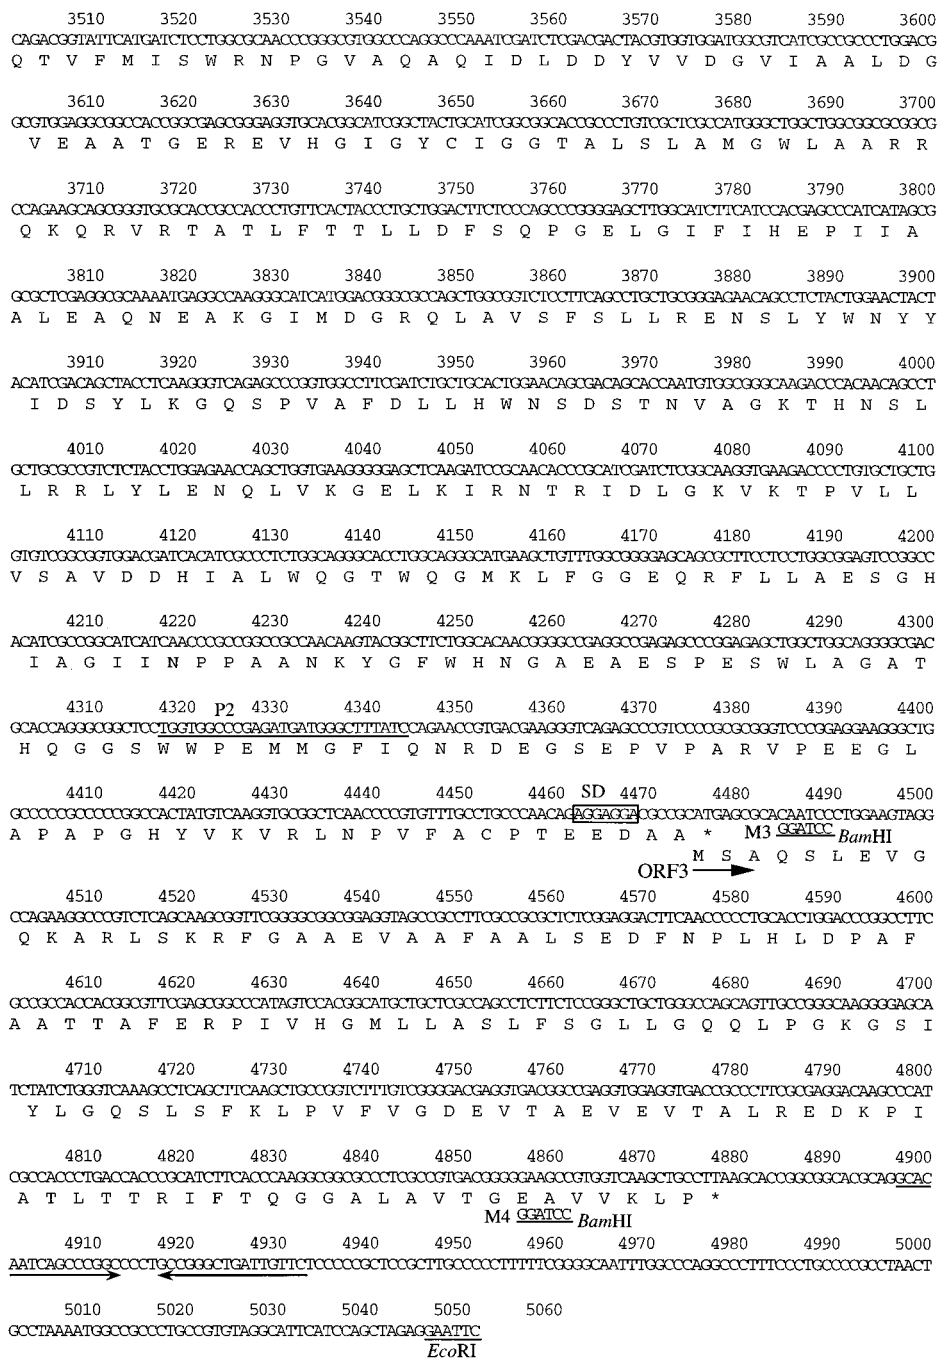 3510 3520 3530 3540 3550 3560 3570 3580 3590 3600
CAGACGGTATTCATGATCTCCTGGCGCAACCCGGGCGTGGCCCAGGCCCAAATCGATCTCGACGACTACGTGGTGGATGGCGTCATCGCCGCCCTGGACG
Q T V F M I S W R N P G V A Q A Q I D L D D Y V V D G V I A A L D G
3610 3620 3630 3640 3650 3660 3670 3680 3690 3700
GCGTGGAGGCGGCCACCGGCGAGCGGGAGGTGCACGGCATCGGCTACTGCATCGGCGGCACCGCCCTGTCGCTCGCCATGGGCTGGCTGGCGGCGCGGCG
V E A A T G E R E V H G I G Y C I G G T A L S L A M G W L A A R R
3710 3720 3730 3740 3750 3760 3770 3780 3790 3800
CCAGAAGCAGCGGGTGCGCACCGCCACCCTGTTCACTACCCTGCTGGACTTCTCCCAGCCCGGGGAGCTTGGCATCTTCATCCACGAGCCCATCATAGCG
Q K Q R V R T A T L F T T L L D F S Q P G E L G I F I H E P I I A
3810 3820 3830 3840 3850 3860 3870 3880 3890 3900
GCGCTCGAGGCGCAAAATGAGGCCAAGGGCATCATGGACGGGCGCCAGCTGGCGGTCTCCTTCAGCCTGCTGCGGGAGAACAGCCTCTACTGGAACTACT
A L E A Q N E A K G I M D G R Q L A V S F S L L R E N S L Y W N Y Y
3910 3920 3930 3940 3950 3960 3970 3980 3990 4000
ACATCGACAGCTACCTCAAGGGTCAGAGCCCGGTGGCCTTCGATCTGCTGCACTGGAACAGCGACAGCACCAATGTGGCGGGCAAGACCCACAACAGCCT
I D S Y L K G Q S P V A F D L L H W N S D S T N V A G K T H N S L
4010 4020 4030 4040 4050 4060 4070 4080 4090 4100
GCTGCGCCGTCTCTACCTGGAGAACCAGCTGGTGAAGGGGGAGCTCAAGATCCGCAACACCCGCATCGATCTCGGCAAGGTGAAGACCCCTGTGCTGCTG
L R R L Y L E N Q L V K G E L K I R N T R I D L G K V K T P V L L
4110 4120 4130 4140 4150 4160 4170 4180 4190 4200
GTGTCGGCGGTGGACGATCACATCGCCCTCTGGCAGGGCACCTGGCAGGGCATGAAGCTGTTTGGCGGGGAGCAGCGCTTCCTCCTGGCGGAGTCCGGCC
V S A V D D H I A L W Q G T W Q G M K L F G G E Q R F L L A E S G H
4210 4220 4230 4240 4250 4260 4270 4280 4290 4300
ACATCGCCGGCATCATCAACCCGCCGGCCGCCAACAAGTACGGCTTCTGGCACAACGGGGCCGAGGCCGAGAGCCCGGAGAGCTGGCTGGCAGGGGCGAC
I A G I I N P P A A N K Y G F W H N G A E A E S P E S W L A G A T
P2
4310 4320 4330 4340 4350 4360 4370 4380 4390 4400
GCACCAGGGCGGCTCCTGGTGGCCCGAGATGATGGGCTTTATCCAGAACCGTGACGAAGGGTCAGAGCCCGTCCCCGCGCGGGTCCCGGAGGAAGGGCTG
H Q G G S W W P E M M G F I Q N R D E G S E P V P A R V P E E G L
4410 4420 4430 4440 4450 4460 SD 4470 4480 4490 4500
GCCCCCGCCCCCGGCCACTATGTCAAGGTGCGGCTCAACCCCGTGTTTGCCTGCCCAACAGAGGAGGACGCCGCATGAGCGCACAATCCCTGGAAGTAGG
A P A P G H Y V K V R L N P V F A C P T E E D A A *
M3 GGATCC BamHI
ORF3 M S A Q S L E V G
4510 4520 4530 4540 4550 4560 4570 4580 4590 4600
CCAGAAGGCCCGTCTCAGCAAGCGGTTCGGGGCGGCGGAGGTAGCCGCCTTCGCCGCGCTCTCGGAGGACTTCAACCCCCTGCACCTGGACCCGGCCTTC
Q K A R L S K R F G A A E V A A F A A L S E D F N P L H L D P A F
4610 4620 4630 4640 4650 4660 4670 4680 4690 4700
GCCGCCACCACGGCGTTCGAGCGGCCCATAGTCCACGGCATGCTGCTCGCCAGCCTCTTCTCCGGGCTGCTGGGCCAGCAGTTGCCGGGCAAGGGGAGCA
A A T T A F E R P I V H G M L L A S L F S G L L G Q Q L P G K G S I
4710 4720 4730 4740 4750 4760 4770 4780 4790 4800
TCTATCTGGGTCAAAGCCTCAGCTTCAAGCTGCCGGTCTTTGTCGGGGACGAGGTGACGGCCGAGGTGGAGGTGACCGCCCTTCGCGAGGACAAGCCCAT
Y L G Q S L S F K L P V F V G D E V T A E V E V T A L R E D K P I
4810 4820 4830 4840 4850 4860 4870 4880 4890 4900
CGCCACCCTGACCACCCGCATCTTCACCCAAGGCGGCGCCCTCGCCGTGACGGGGGAAGCCGTGGTCAAGCTGCCTTAAGCACCGGCGGCACGCAGGCAC
A T L T T R I F T Q G G A L A V T G E A V V K L P *
M4 GGATCC BamHI
4910 4920 4930 4940 4950 4960 4970 4980 4990 5000
AATCAGCCCGGCCCCTGCCGGGCTGATTGTTCTCCCCCGCTCCGCTTGCCCCCTTTTTCGGGGCAATTTGGCCCAGGCCCTTTCCCTGCCCCGCCTAACT
5010 5020 5030 5040 5050 5060
GCCTAAAATGGCCGCCCTGCCGTGTAGGCATTCATCCAGCTAGAGGAATTC
EcoRI